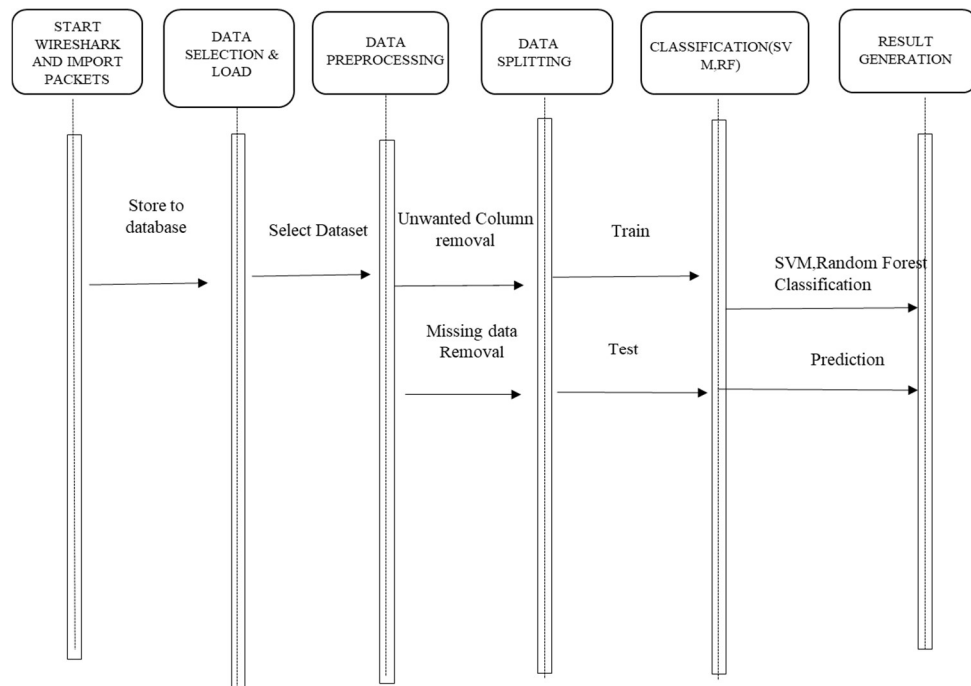 START
WIRESHARK
AND IMPORT
PACKETS
DATA
SELECTION &
LOAD
DATA
PREPROCESSING
DATA
SPLITTING
CLASSIFICATION(SV
M,RF)
RESULT
GENERATION
Store to
database
Select Dataset
Unwanted Column
removal
Train
SVM,Random Forest
Classification
Missing data
Removal
Test
Prediction